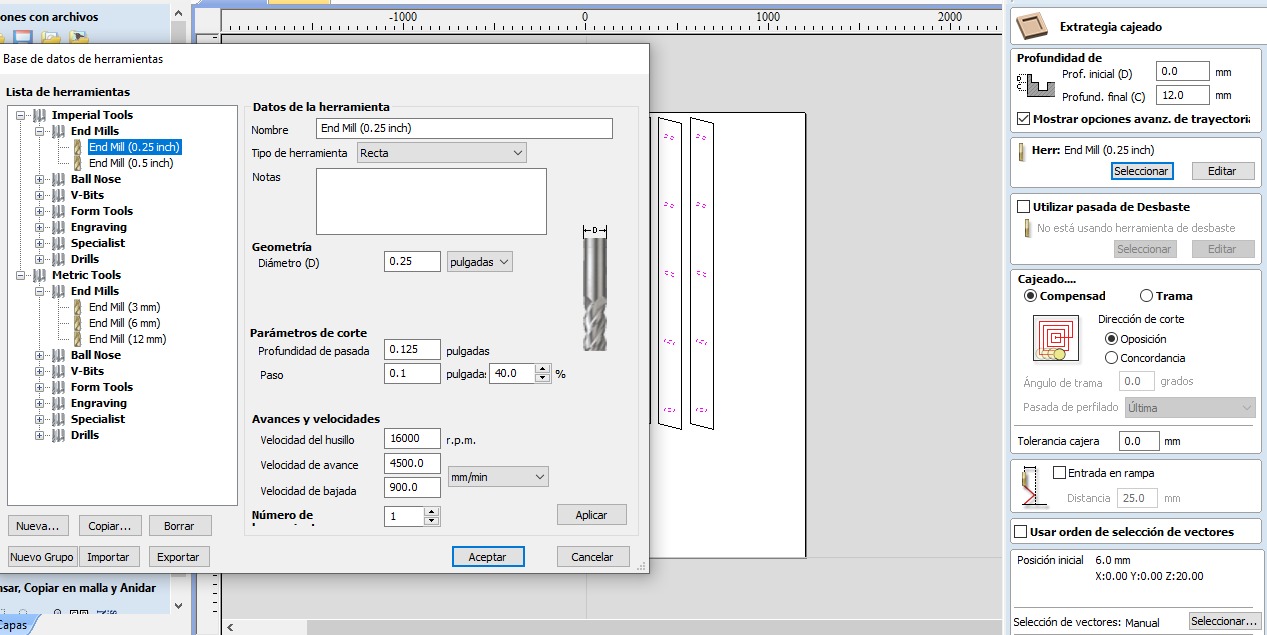 ones con archivos
Base de datos de herramientas
Lista de herramientas
Imperial Tools
End Mills
End Mill (0.25 inch)
End Mill (0.5 inch)
Ball Nose
V-Bits
Form Tools
Engraving
Specialist
Drills
Metric Tools
End Mills
End Mill (3 mm)
End Mill (6 mm)
End Mill (12 mm)
Ball Nose
V-Bits
Form Tools
Engraving
Specialist
Drills
Nueva... Copiar... Borrar
Nuevo Grupo Importar Exportar
Datos de la herramienta
Nombre End Mill (0.25 inch)
Tipo de herramienta Recta
Notas
Geometría
Diámetro (D) 0.25 pulgadas
D
Parámetros de corte
Profundidad de pasada 0.125 pulgadas
Paso 0.1 pulgada: 40.0 %
Avances y velocidades
Velocidad del husillo 16000 r.p.m.
Velocidad de avance 4500.0 mm/min
Velocidad de bajada 900.0
Número de 1
Aplicar
Aceptar Cancelar
nsar, Copiar en malla y Anidar
Capas
-1000 0 1000 2000
Extrategia cajeado
Profundidad de
Prof. inicial (D) 0.0 mm
Profund. final (C) 12.0 mm
D
C
Mostrar opciones avanz. de trayectoria
Herr: End Mill (0.25 inch)
Seleccionar Editar
Utilizar pasada de Desbaste
No está usando herramienta de desbaste
Seleccionar Editar
Cajeado....
Compensad Trama
Dirección de corte
Oposición
Concordancia
Ángulo de trama 0.0 grados
Pasada de perfilado Última
Tolerancia cajera 0.0 mm
Entrada en rampa
Distancia 25.0 mm
Usar orden de selección de vectores
Posición inicial 6.0 mm
X:0.00 Y:0.00 Z:20.00
Selección de vectores: Manual Seleccionar...